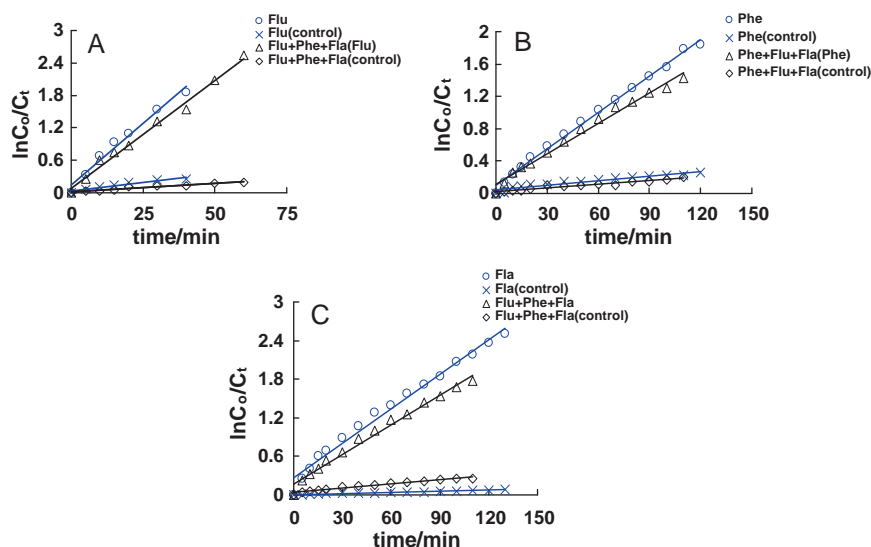 A
Flu
Flu(control)
Flu+Phe+Fla(Flu)
Flu+Phe+Fla(control)
3
2.4
1.8
1.2
0.6
0
lnC₀/Cₜ
0 25 50 75
time/min
B
Phe
Phe(control)
Phe+Flu+Fla(Phe)
Phe+Flu+Fla(control)
2
1.6
1.2
0.8
0.4
0
lnC₀/Cₜ
0 30 60 90 120 150
time/min
C
Fla
Fla(control)
Flu+Phe+Fla
Flu+Phe+Fla(control)
3
2.4
1.8
1.2
0.6
0
lnC₀/Cₜ
0 30 60 90 120 150
time/min